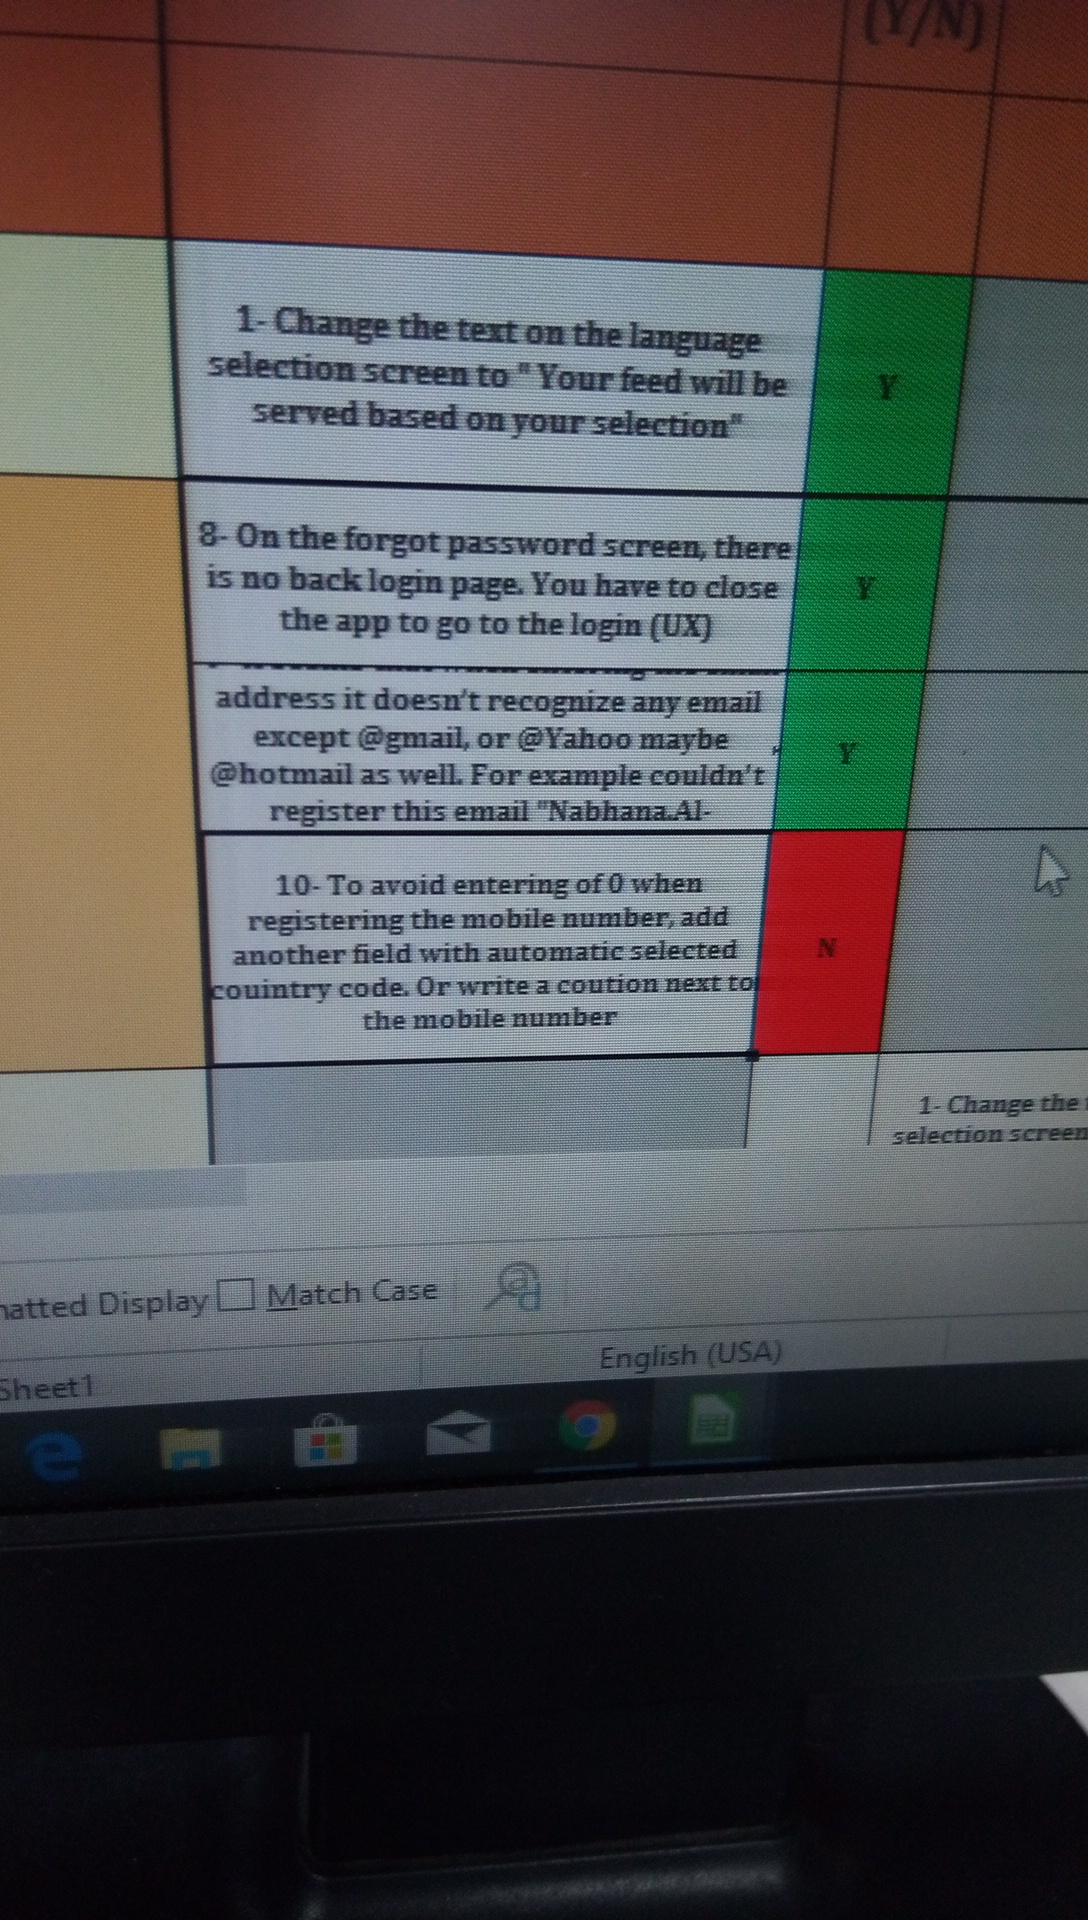 (Y/N)
1- Change the text on the language
selection screen to " Your feed will be
served based on your selection"
Y
8- On the forgot password screen, there
is no back login page. You have to close
the app to go to the login (UX)
Y
address it doesn't recognize any email
except @gmail, or @Yahoo maybe
@hotmail as well. For example couldn't
register this email "Nabhana.Al-
Y
10- To avoid entering of 0 when
registering the mobile number, add
another field with automatic selected
couintry code. Or write a coution next to
the mobile number
N
1- Change the
selection screen
matted Display Match Case
English (USA)
Sheet1